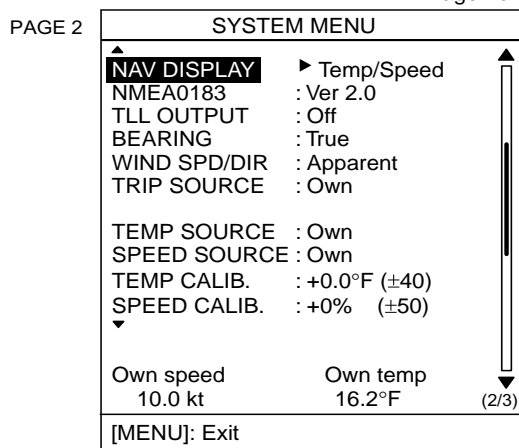 PAGE 2
SYSTEM MENU
NAV DISPLAY Temp/Speed
NMEA0183 : Ver 2.0
TLL OUTPUT : Off
BEARING : True
WIND SPD/DIR : Apparent
TRIP SOURCE : Own
TEMP SOURCE : Own
SPEED SOURCE : Own
TEMP CALIB. : +0.0°F (±40)
SPEED CALIB. : +0% (±50)
Own speed Own temp
10.0 kt 16.2°F (2/3)
[MENU]: Exit